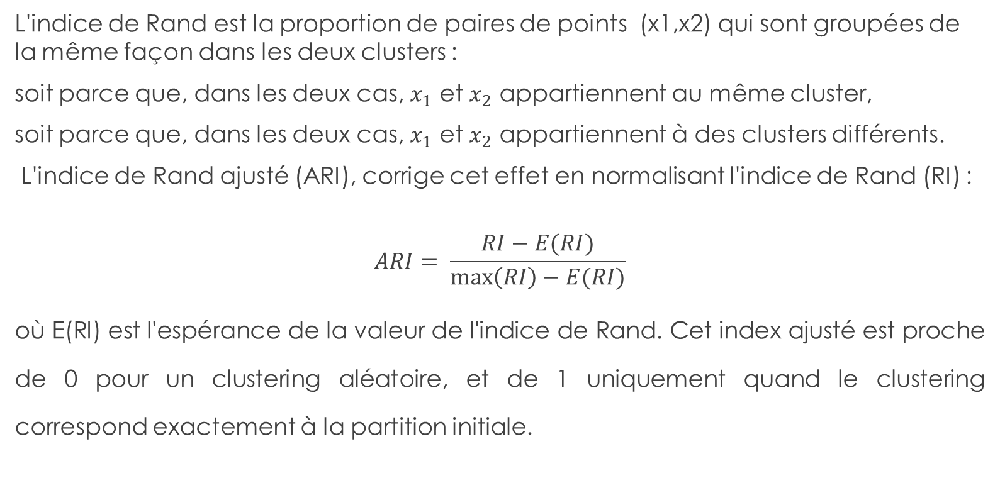 L'indice de Rand est la proportion de paires de points (x1,x2) qui sont groupées de
la même façon dans les deux clusters :
soit parce que, dans les deux cas, x₁ et x₂ appartiennent au même cluster,
soit parce que, dans les deux cas, x₁ et x₂ appartiennent à des clusters différents.
L'indice de Rand ajusté (ARI), corrige cet effet en normalisant l'indice de Rand (RI) :
RI − E(RI)
ARI =
max(RI) − E(RI)
où E(RI) est l'espérance de la valeur de l'indice de Rand. Cet index ajusté est proche
de 0 pour un clustering aléatoire, et de 1 uniquement quand le clustering
correspond exactement à la partition initiale.